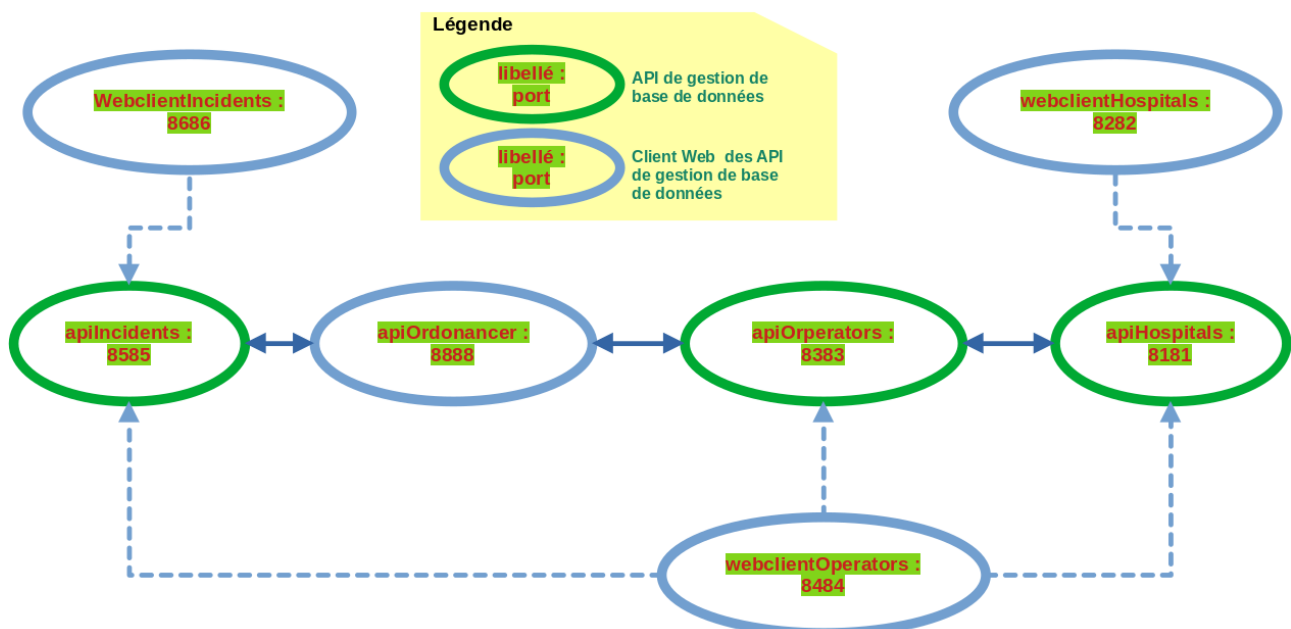 Légende
libellé :
port
API de gestion de
base de données
libellé :
port
Client Web des API
de gestion de base
de données
WebclientIncidents :
8686
webclientHospitals :
8282
apiIncidents :
8585
apiOrdonancer :
8888
apiOrperators :
8383
apiHospitals :
8181
webclientOperators :
8484